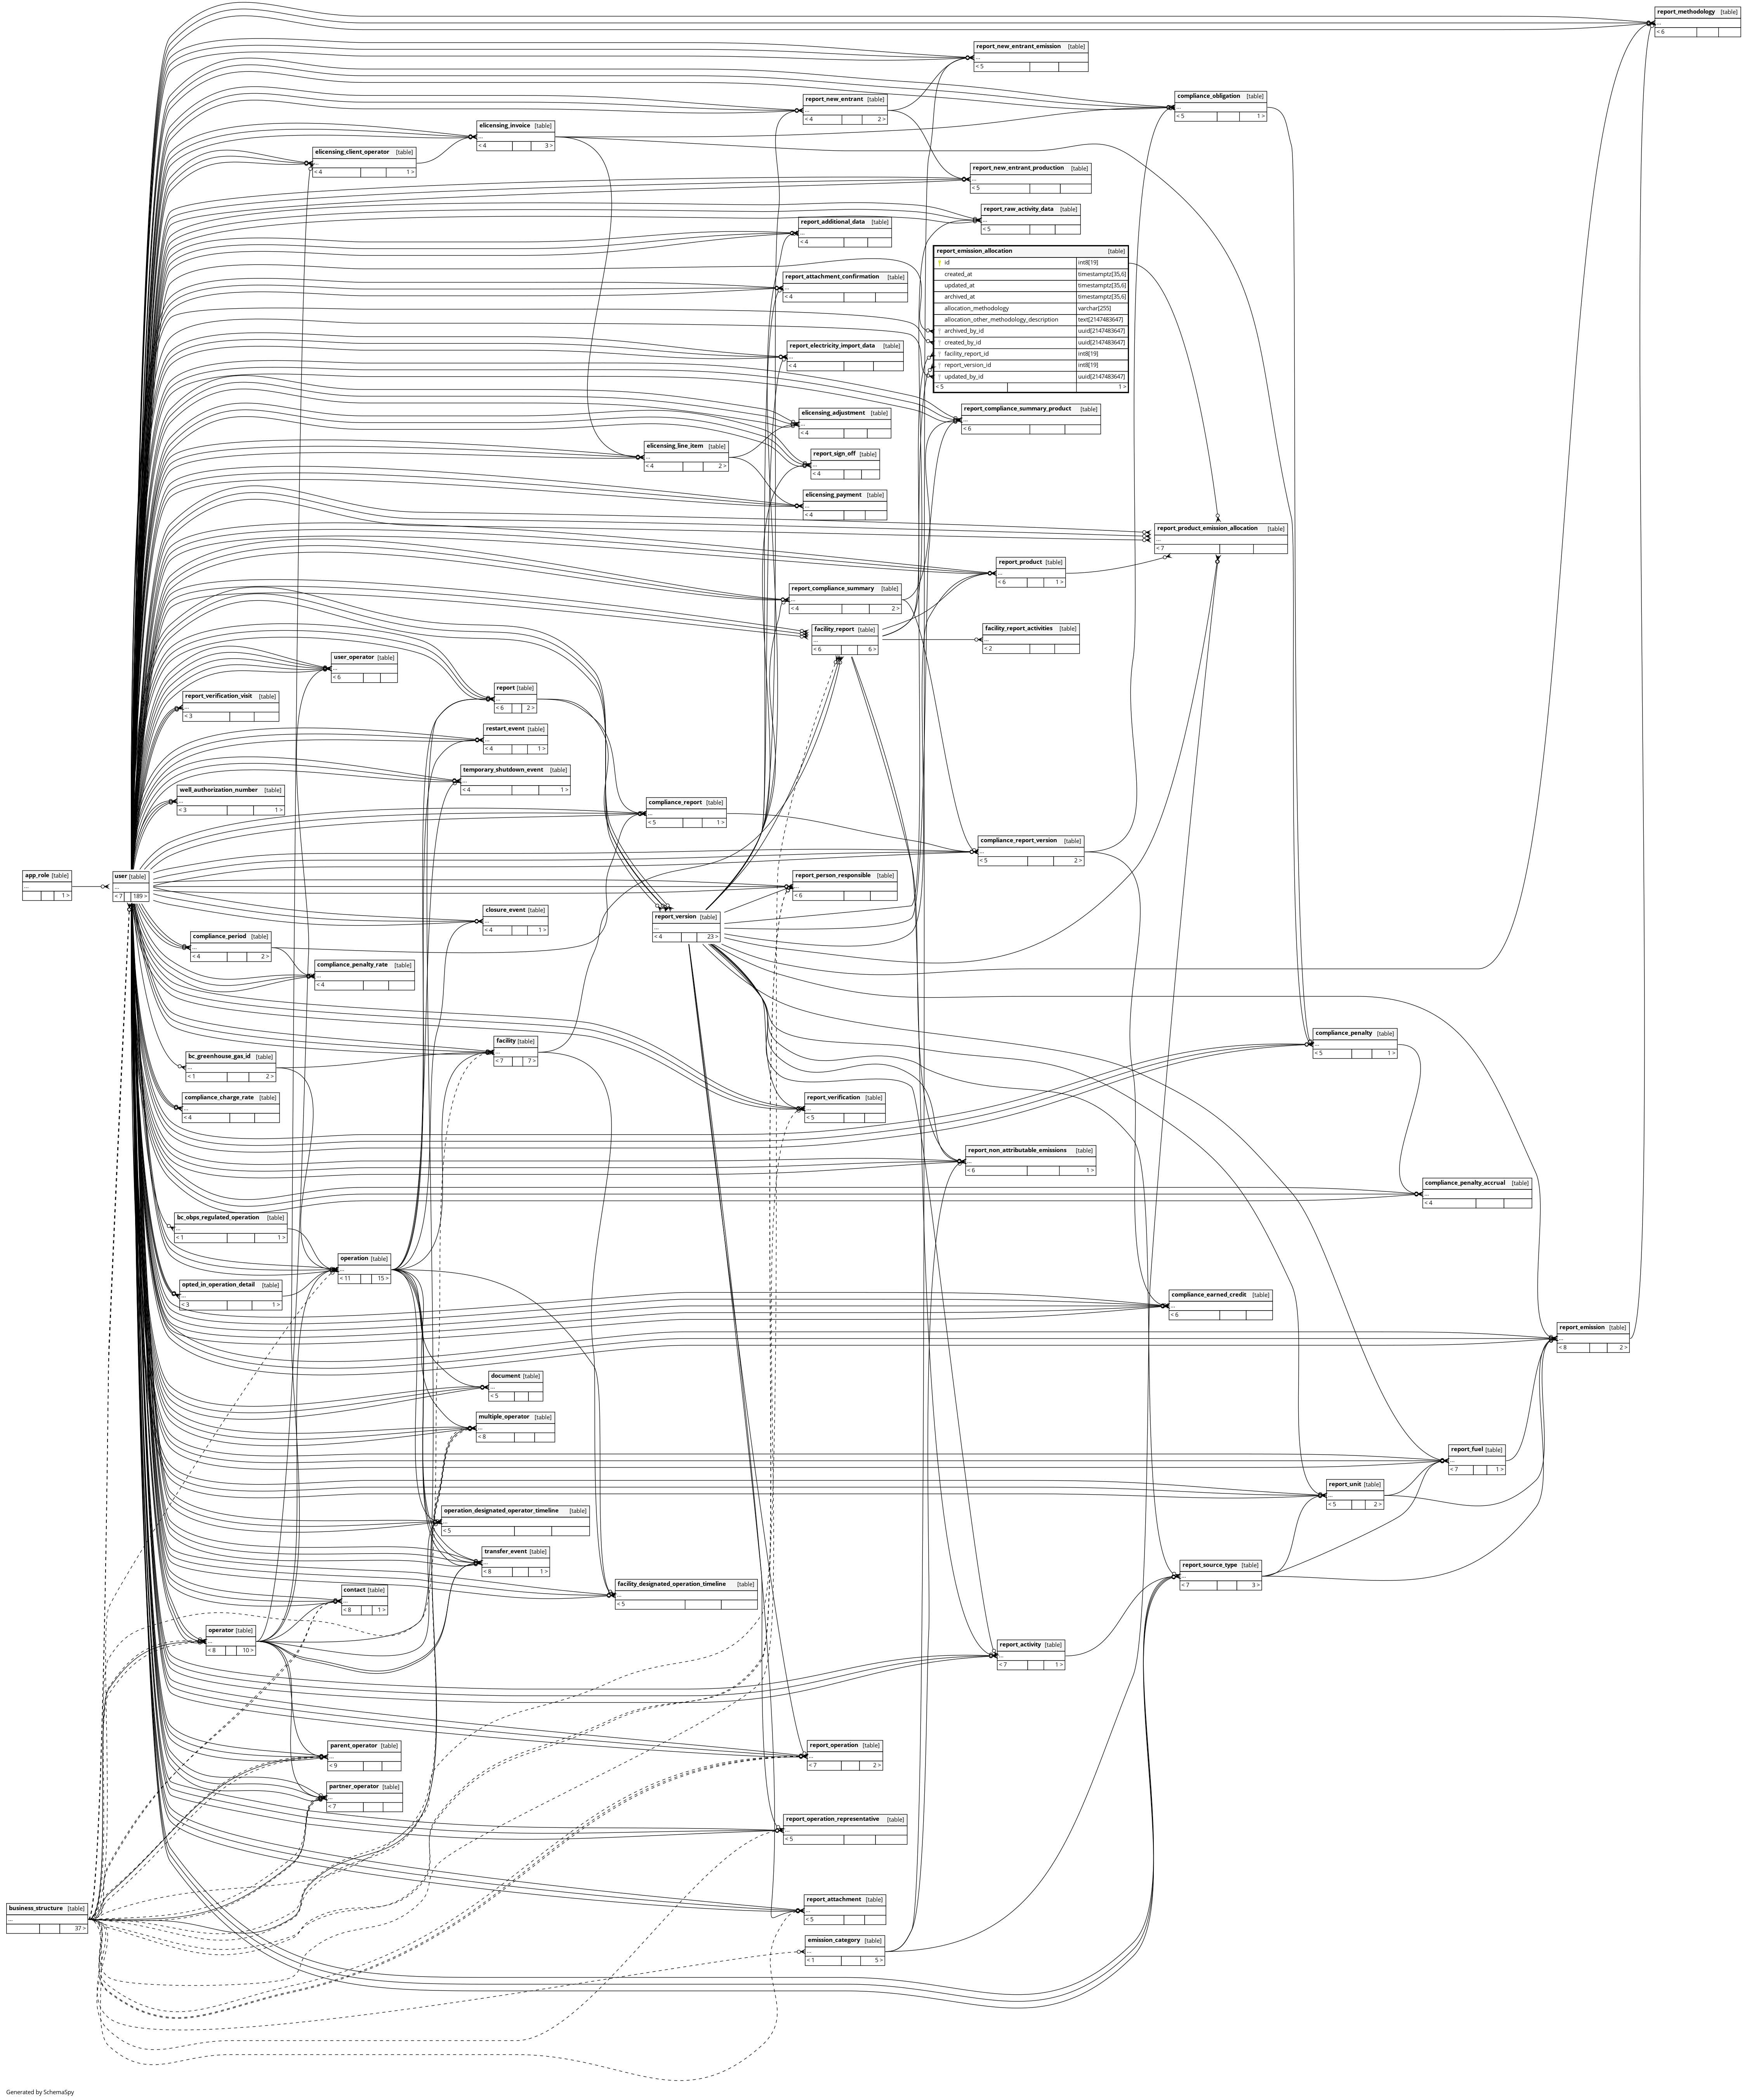 report_methodology [table]
...
< 6
report_new_entrant_emission [table]
...
< 5
compliance_obligation [table]
...
< 5 1 >
report_new_entrant [table]
...
< 4 2 >
elicensing_invoice [table]
...
< 4 3 >
elicensing_client_operator [table]
...
< 4 1 >
report_new_entrant_production [table]
...
< 5
report_raw_activity_data [table]
...
< 5
report_additional_data [table]
...
< 4
report_emission_allocation [table]
id int8[19]
created_at timestamptz[35,6]
updated_at timestamptz[35,6]
archived_at timestamptz[35,6]
allocation_methodology varchar[255]
allocation_other_methodology_description text[2147483647]
archived_by_id uuid[2147483647]
created_by_id uuid[2147483647]
facility_report_id int8[19]
report_version_id int8[19]
updated_by_id uuid[2147483647]
< 5 1 >
report_attachment_confirmation [table]
...
< 4
report_electricity_import_data [table]
...
< 4
report_compliance_summary_product [table]
...
< 6
elicensing_adjustment [table]
...
< 4
elicensing_line_item [table]
...
< 4 2 >
report_sign_off [table]
...
< 4
elicensing_payment [table]
...
< 4
report_product_emission_allocation [table]
...
< 7
report_product [table]
...
< 6 1 >
report_compliance_summary [table]
...
< 4 2 >
facility_report [table]
...
< 6 6 >
facility_report_activities [table]
...
< 2
user_operator [table]
...
< 6
report [table]
...
< 6 2 >
report_verification_visit [table]
...
< 3
restart_event [table]
...
< 4 1 >
temporary_shutdown_event [table]
...
< 4 1 >
well_authorization_number [table]
...
< 3 1 >
compliance_report [table]
...
< 5 1 >
compliance_report_version [table]
...
< 5 2 >
app_role [table]
...
1 >
user [table]
...
< 7 189 >
report_person_responsible [table]
...
< 6
closure_event [table]
...
< 4 1 >
report_version [table]
...
< 4 23 >
compliance_period [table]
...
< 4 2 >
compliance_penalty_rate [table]
...
< 4
compliance_penalty [table]
...
< 5 1 >
facility [table]
...
< 7 7 >
bc_greenhouse_gas_id [table]
...
< 1 2 >
compliance_charge_rate [table]
...
< 4
report_verification [table]
...
< 5
report_non_attributable_emissions [table]
...
< 6 1 >
compliance_penalty_accrual [table]
...
< 4
bc_obps_regulated_operation [table]
...
< 1 1 >
operation [table]
...
< 11 15 >
opted_in_operation_detail [table]
...
< 3 1 >
compliance_earned_credit [table]
...
< 6
report_emission [table]
...
< 8 2 >
document [table]
...
< 5
multiple_operator [table]
...
< 8
report_fuel [table]
...
< 7 1 >
report_unit [table]
...
< 5 2 >
operation_designated_operator_timeline [table]
...
< 5
transfer_event [table]
...
< 8 1 >
report_source_type [table]
...
< 7 3 >
facility_designated_operation_timeline [table]
...
< 5
contact [table]
...
< 8 1 >
operator [table]
...
< 8 10 >
report_activity [table]
...
< 7 1 >
parent_operator [table]
...
< 9
report_operation [table]
...
< 7 2 >
partner_operator [table]
...
< 7
report_operation_representative [table]
...
< 5
report_attachment [table]
...
< 5
business_structure [table]
...
37 >
emission_category [table]
...
< 1 5 >
Generated by SchemaSpy